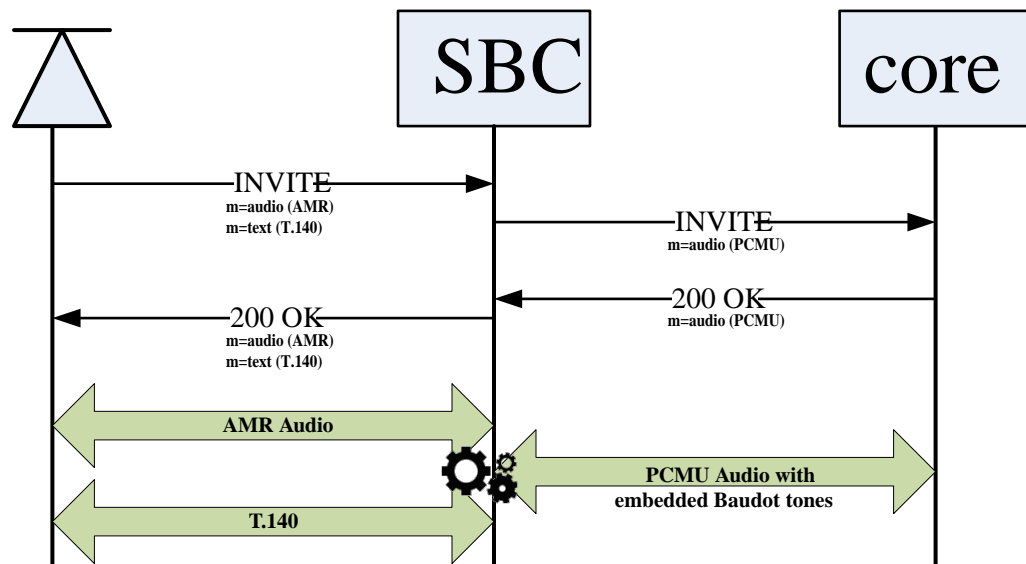 SBC
core
INVITE
m=audio (AMR)
m=text (T.140)
INVITE
m=audio (PCMU)
200 OK
m=audio (PCMU)
200 OK
m=audio (AMR)
m=text (T.140)
AMR Audio
PCMU Audio with
embedded Baudot tones
T.140